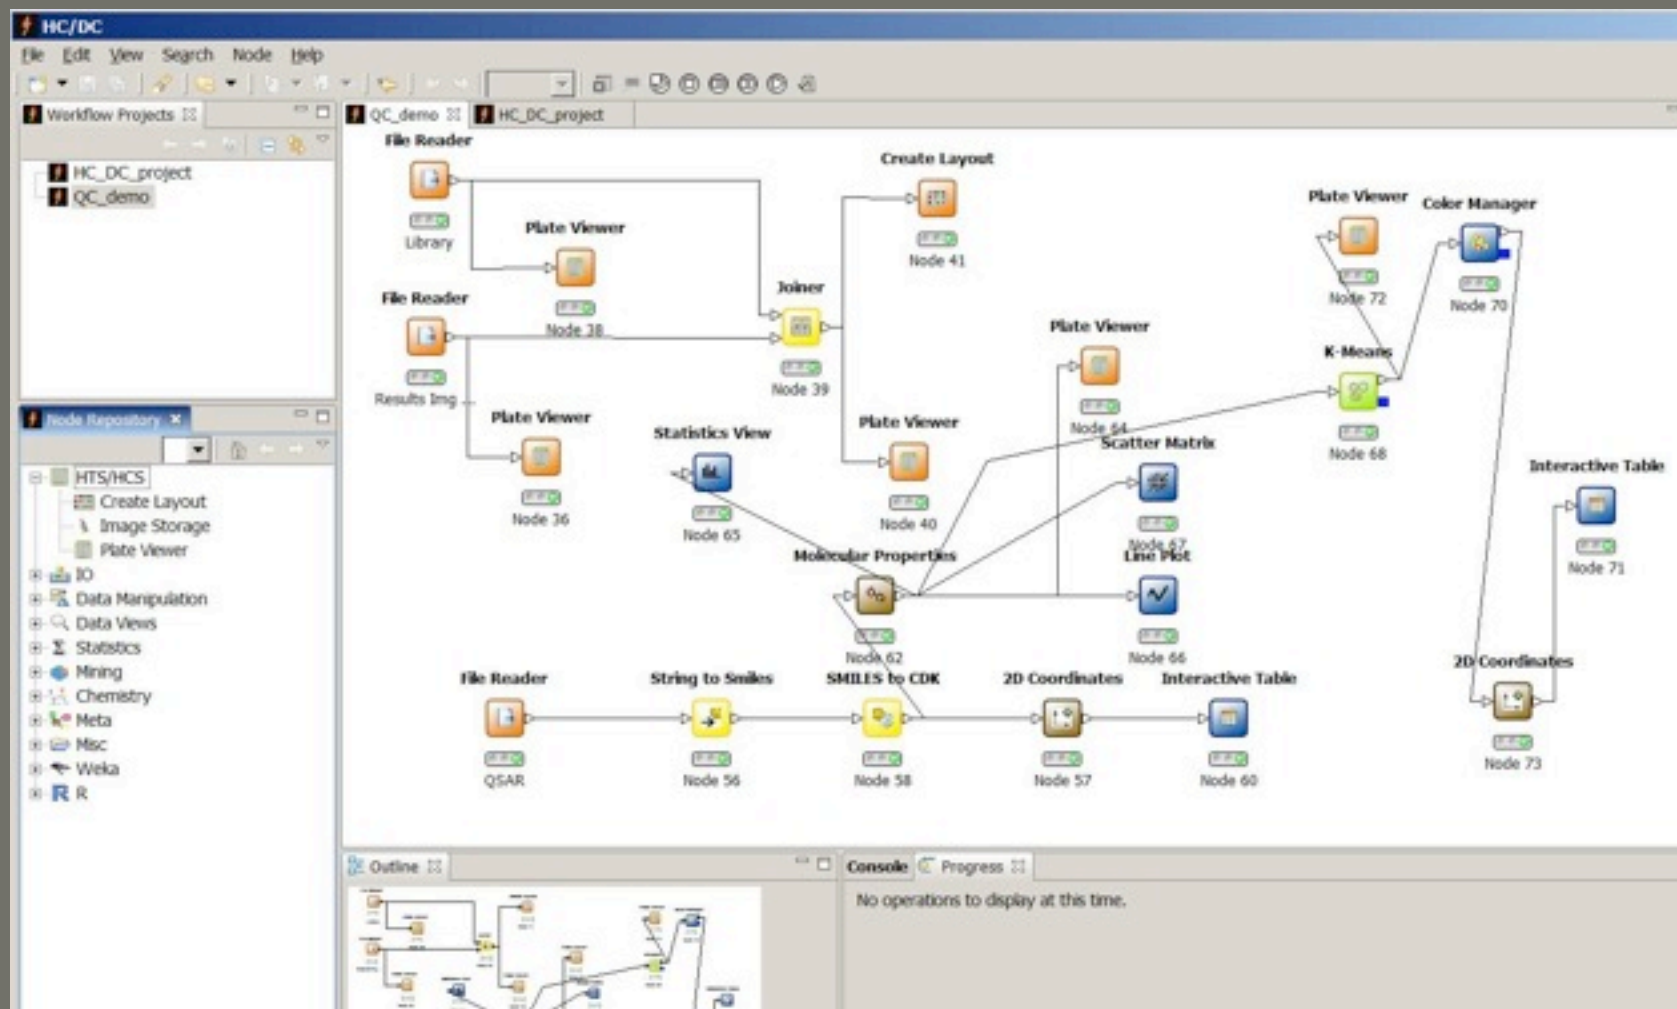 HC/DC
File Edit View Search Node Help
Workflow Projects
HC_DC_project
QC_demo
Node Repository
HTS/HCS
Create Layout
Image Storage
Plate Viewer
IO
Data Manipulation
Data Views
Statistics
Mining
Chemistry
Meta
Misc
Weka
R
QC_demo
HC_DC_project
File Reader
Library
Plate Viewer
Node 38
File Reader
Results Img ...
Plate Viewer
Node 36
Joiner
Node 39
Create Layout
Node 41
Plate Viewer
Node 40
Statistics View
Node 65
Plate Viewer
Node 64
Scatter Matrix
Node 67
Molecular Properties
Node 62
Line Plot
Node 66
Plate Viewer
Node 72
Color Manager
Node 70
K-Means
Node 68
Interactive Table
Node 71
2D Coordinates
Node 73
File Reader
QSAR
String to Smiles
Node 56
SMILES to CDK
Node 58
2D Coordinates
Node 57
Interactive Table
Node 60
Outline
Console Progress
No operations to display at this time.